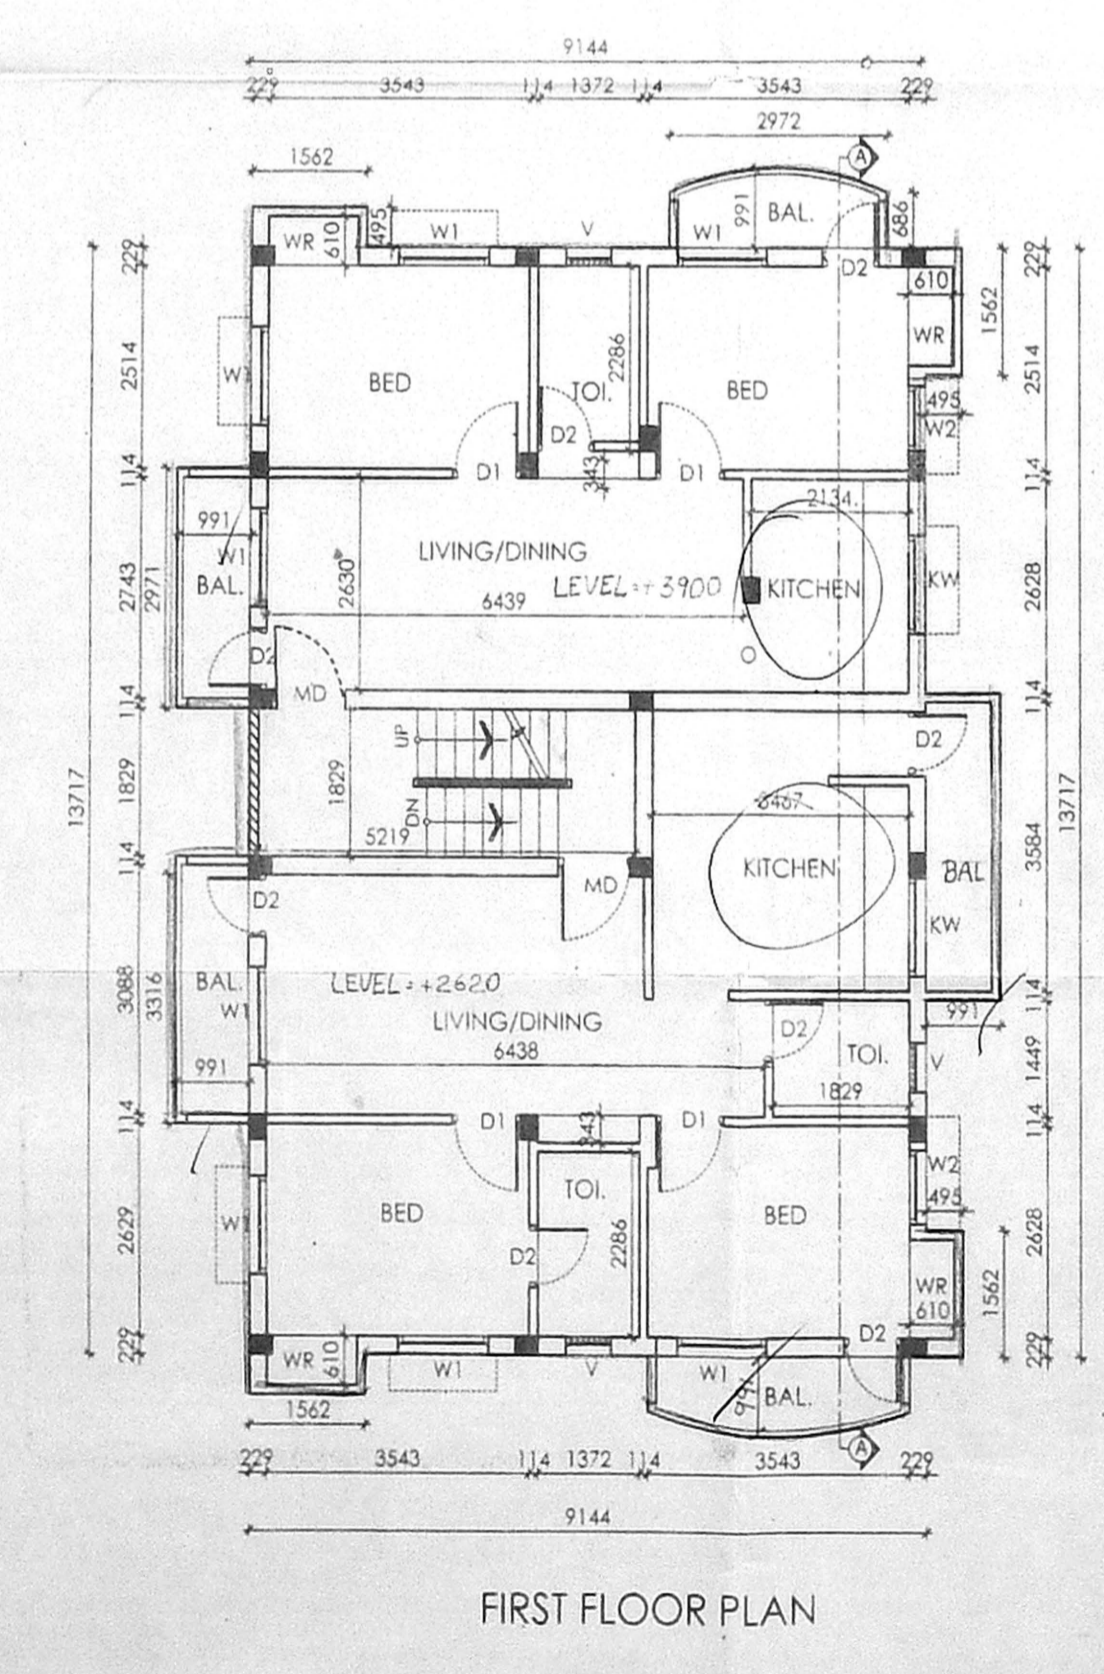 9144
229 3543 114 1372 114 3543 229
2972
1562
A
WR 610 495 W1 V W1 991 BAL. 686
D2
229 229
610
1562
WR
2514 W1 BED TOI. 2286 BED 2514
495
W2
D2
D1 343 D1
114 114
2134.
991
W1
BAL.
LIVING/DINING
LEVEL=+3900
KITCHEN
KW
2743 2971 2630 6439 2628
D2
MD
O
114 114
UP
D2
13717 1829 1829 13717
DN
5219
KITCHEN
3584
BAL
114
MD
D2
KW
BAL.
W1
LEVEL=+2620
LIVING/DINING
3088 3316
6438
991
114
991
D2
TOI.
V
1449
1829
114 D1 343 D1 114
W2
495
W1 BED TOI. BED
2629 2286 2628
D2
WR
610
1562
D2
229 229
WR 610 W1 V W1 991 BAL.
1562
A
229 3543 114 1372 114 3543 229
9144
FIRST FLOOR PLAN